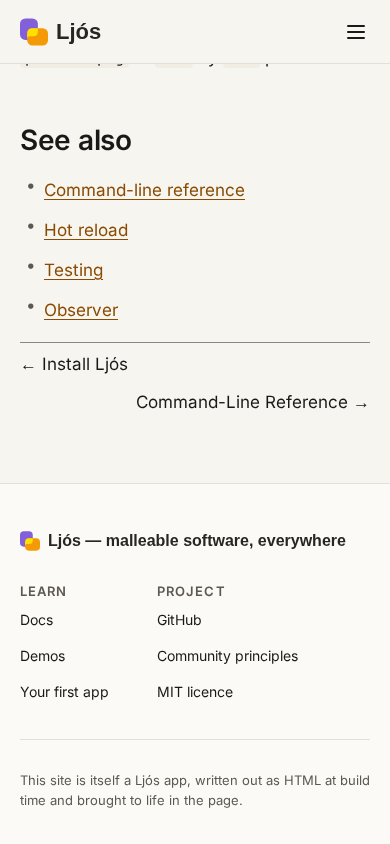 Ljós
See also
Command-line reference
Hot reload
Testing
Observer
← Install Ljós
Command-Line Reference →
Ljós — malleable software, everywhere
LEARN
Docs
Demos
Your first app
PROJECT
GitHub
Community principles
MIT licence
This site is itself a Ljós app, written out as HTML at build
time and brought to life in the page.